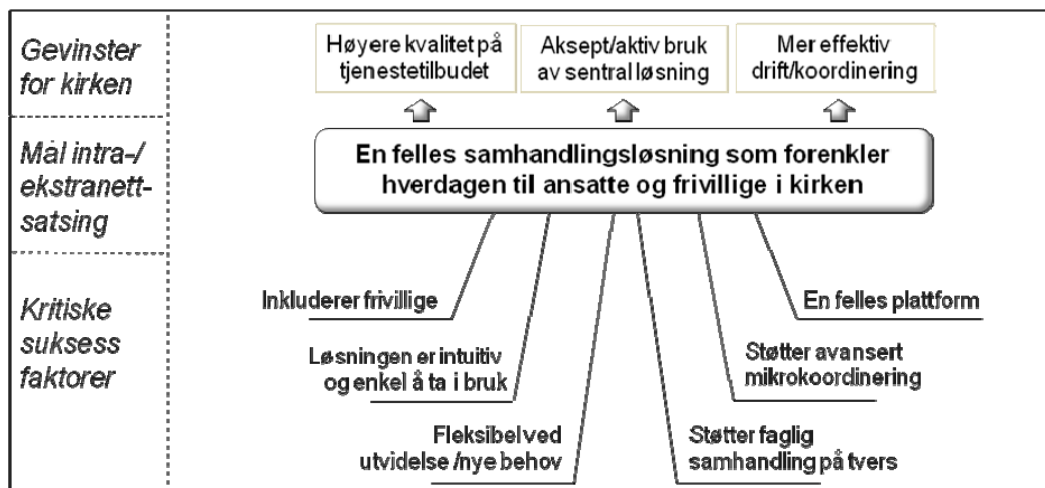 Gevinster
for kirken
Høyere kvalitet på
tjenestetilbudet
Aksept/aktiv bruk
av sentral løsning
Mer effektiv
drift/koordinering
Mål intra-/
ekstranett-
satsing
En felles samhandlingsløsning som forenkler
hverdagen til ansatte og frivillige i kirken
Kritiske
suksess
faktorer
Inkluderer frivillige
Løsningen er intuitiv
og enkel å ta i bruk
Fleksibel ved
utvidelse /nye behov
Støtter faglig
samhandling på tvers
Støtter avansert
mikrokoordinering
En felles plattform